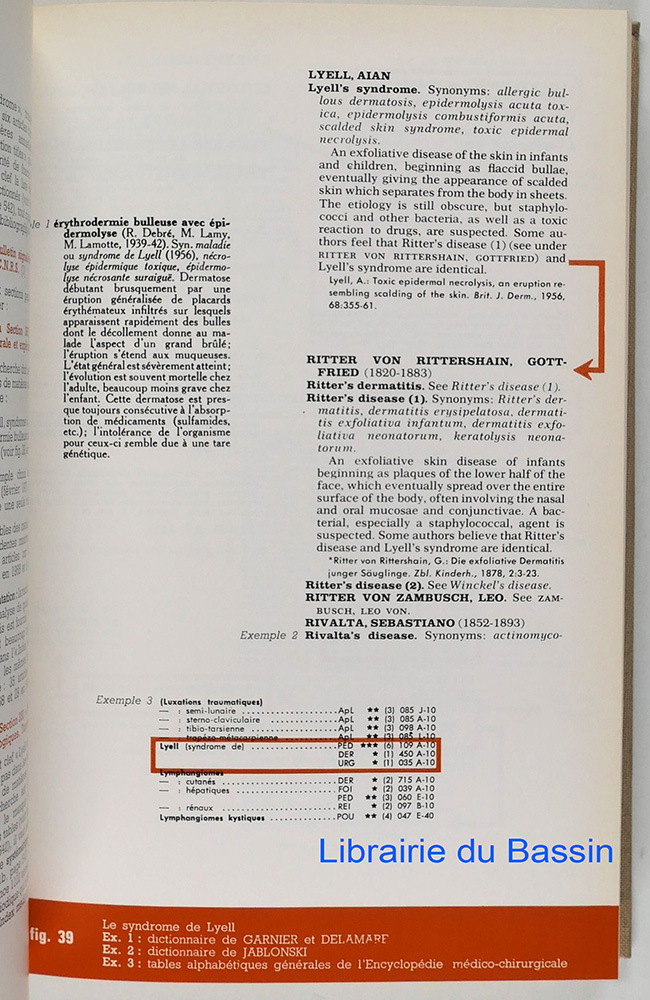 LYELL, AIAN
Lyell's syndrome. Synonyms: allergic bul-
lous dermatosis, epidermolysis acuta tox-
ica, epidermolysis combustiformis acuta,
scalded skin syndrome, toxic epidermal
necrolysis.
An exfoliative disease of the skin in infants
and children, beginning as flaccid bullae,
eventually giving the appearance of scalded
skin which separates from the body in sheets.
The etiology is still obscure, but staphylo-
cocci and other bacteria, as well as a toxic
reaction to drugs, are suspected. Some au-
thors feel that Ritter's disease (1) (see under
RITTER VON RITTERSHAIN, GOTTFRIED) and
Lyell's syndrome are identical.
Lyell, A.: Toxic epidermal necrolysis, an eruption re-
sembling scalding of the skin. Brit. J. Derm., 1956,
68:355-61.
érythrodermie bulleuse avec épi-
dermolyse (R. Debré, M. Lamy,
M. Lamotte, 1939-42). Syn. maladie
ou syndrome de Lyell (1956), nécro-
lyse épidermique toxique, épidermo-
lyse nécrosante suraiguë. Dermatose
débutant brusquement par une
éruption généralisée de placards
érythémateux infiltrés sur lesquels
apparaissent rapidement des bulles
dont le décollement donne au ma-
lade l'aspect d'un grand brûlé;
l'éruption s'étend aux muqueuses.
L'état général est sévèrement atteint;
l'évolution est souvent mortelle chez
l'adulte, beaucoup moins grave chez
l'enfant. Cette dermatose est pres-
que toujours consécutive à l'absorp-
tion de médicaments (sulfamides,
etc.); l'intolérance de l'organisme
pour ceux-ci semble due à une tare
génétique.
RITTER VON RITTERSHAIN, GOTT-
FRIED (1820-1883)
Ritter's dermatitis. See Ritter's disease (1).
Ritter's disease (1). Synonyms: Ritter's der-
matitis, dermatitis erysipelatosa, dermati-
tis exfoliativa infantum, dermatitis exfo-
liativa neonatorum, keratolysis neona-
torum.
An exfoliative skin disease of infants
beginning as plaques of the lower half of the
face, which eventually spread over the entire
surface of the body, often involving the nasal
and oral mucosae and conjunctivae. A bac-
terial, especially a staphylococcal, agent is
suspected. Some authors believe that Ritter's
disease and Lyell's syndrome are identical.
*Ritter von Rittershain, G.: Die exfoliative Dermatitis
junger Säuglinge. Zbl. Kinderh., 1878, 2:3-23.
Ritter's disease (2). See Winckel's disease.
RITTER VON ZAMBUSCH, LEO. See ZAM-
BUSCH, LEO VON.
RIVALTA, SEBASTIANO (1852-1893)
Exemple 2 Rivalta's disease. Synonyms: actinomyco-
Exemple 3 (Luxations traumatiques)
— : semi-lunaire ................ApL ★★ (3) 085 J-10
— : sterno-claviculaire ................ApL ★★ (3) 085 A-10
— : tibio-tarsienne ................ApL ★★ (3) 098 A-10
— : trapézo-métacarpienne ....ApL ★★ (3) 085 L-10
Lyell (syndrome de) ................PED ★★★ (6) 109 A-10
DER ★ (1) 450 A-10
URG ★ (1) 035 A-10
Lymphangiomes
— : cutanés ................DER ★ (2) 715 A-10
— : hépatiques ................FOI ★ (2) 039 A-10
PED ★★ (3) 060 E-10
— : rénaux ................REI ★ (2) 097 B-10
Lymphangiomes kystiques ................POU ★★ (4) 047 E-40
Librairie du Bassin
fig. 39
Le syndrome de Lyell
Ex. 1 : dictionnaire de GARNIER et DELAMARE
Ex. 2 : dictionnaire de JABLONSKI
Ex. 3 : tables alphabétiques générales de l'Encyclopédie médico-chirurgicale